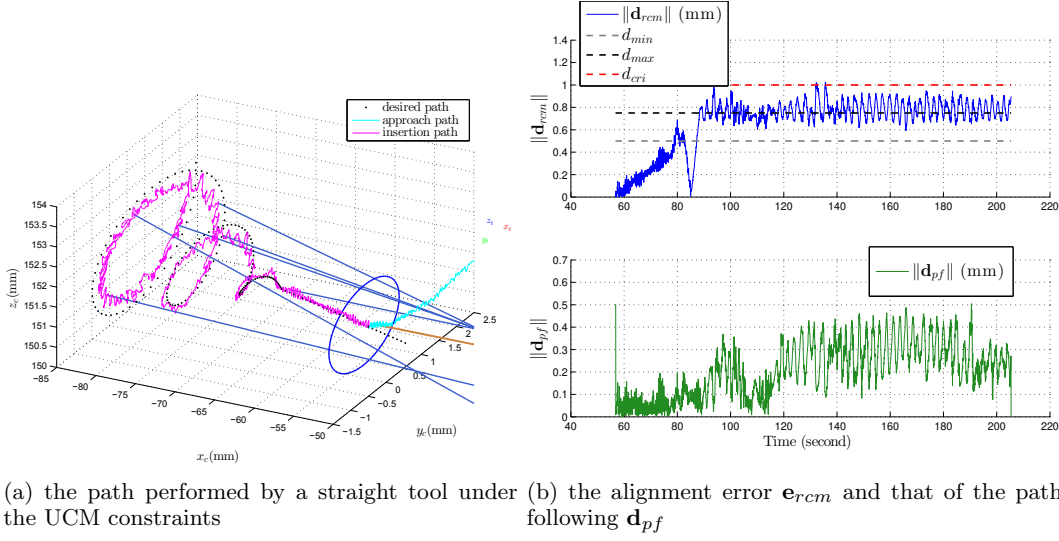 desired path
approach path
insertion path
154
153.5
153
152.5
152
151.5
151
150.5
150
z_c(mm)
−85
−80
−75
−70
−65
−60
−55
−50
x_c(mm)
−1.5
−1
−0.5
0
0.5
1
1.5
2
2.5
y_c(mm)
z_t
x_t
y_t
(a) the path performed by a straight tool under
the UCM constraints
‖d_rcm‖ (mm)
d_min
d_max
d_cri
1.4
1.2
1
0.8
0.6
0.4
0.2
0
‖d_rcm‖
40 60 80 100 120 140 160 180 200 220
‖d_pf‖ (mm)
0.7
0.6
0.5
0.4
0.3
0.2
0.1
0
‖d_pf‖
40 60 80 100 120 140 160 180 200 220
Time (second)
(b) the alignment error e_rcm and that of the path
following d_pf